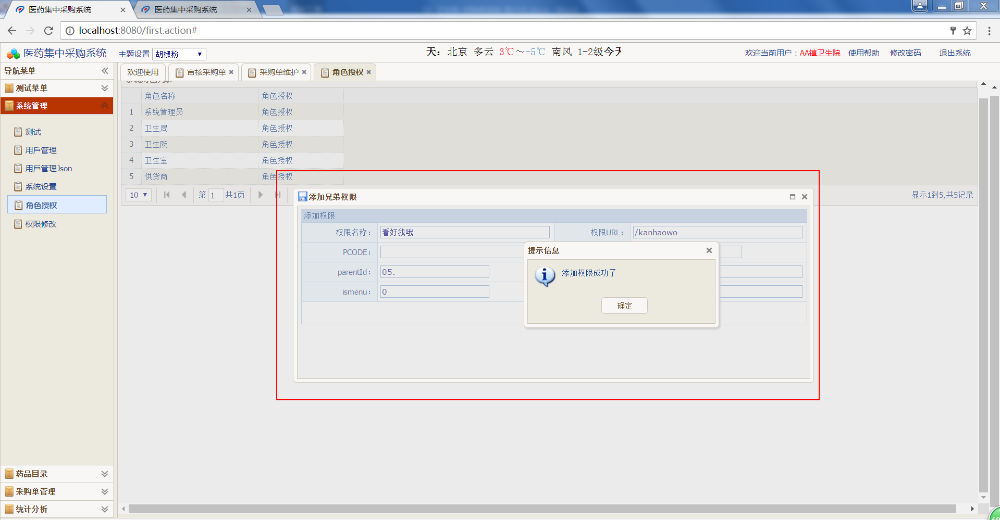 医药集中采购系统
医药集中采购系统
localhost:8080/first.action#
医药集中采购系统
主题设置 胡椒粉
天：北京 多云 3℃～-5℃ 南风 1-2级今天
欢迎当前用户：AA镇卫生院 使用帮助 修改密码 退出系统
导航菜单
测试菜单
系统管理
测试
用戶管理
用戶管理Json
系统设置
角色授权
权限修改
药品目录
采购单管理
统计分析
欢迎使用 审核采购单 采购单维护 角色授权
系统角色列表
角色名称 角色授权
1 系统管理员 角色授权
2 卫生局 角色授权
3 卫生院 角色授权
4 卫生室 角色授权
5 供货商 角色授权
10 第 1 共1页
显示1到5,共5记录
添加兄弟权限
添加权限
权限名称： 看好我哦 权限URL： /kanhaowo
PCODE：
parentId： 05.
ismenu： 0
提示信息
添加权限成功了
确定